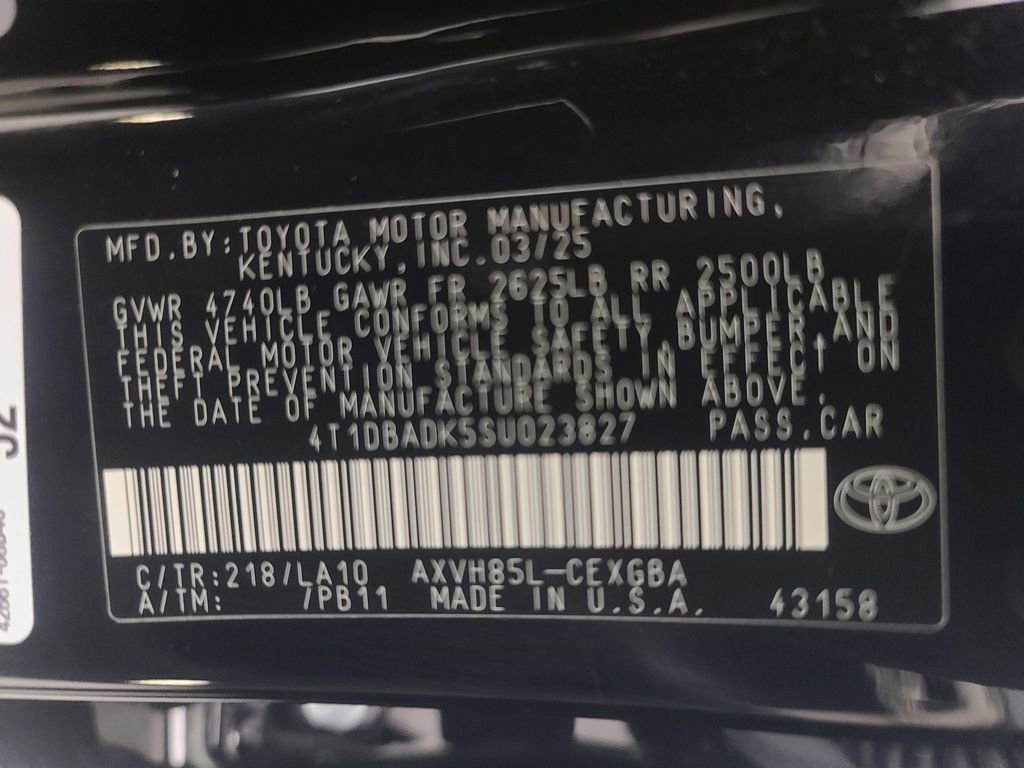 MFD.BY:TOYOTA MOTOR MANUFACTURING,
KENTUCKY, INC.03/25
GVWR 4740LB GAWR FR 2625LB RR 2500LB
THIS VEHICLE CONFORMS TO ALL APPLICABLE
FEDERAL MOTOR VEHICLE SAFETY,BUMPER,AND
THEFT PREVENTION STANDARDS IN EFFECT ON
THE DATE OF MANUFACTURE SHOWN ABOVE.
4T1DBADK5SU023827 PASS.CAR
C/TR:218/LA10 AXVH85L-CEXGBA
A/TM: /PB11 MADE IN U.S.A. 43158